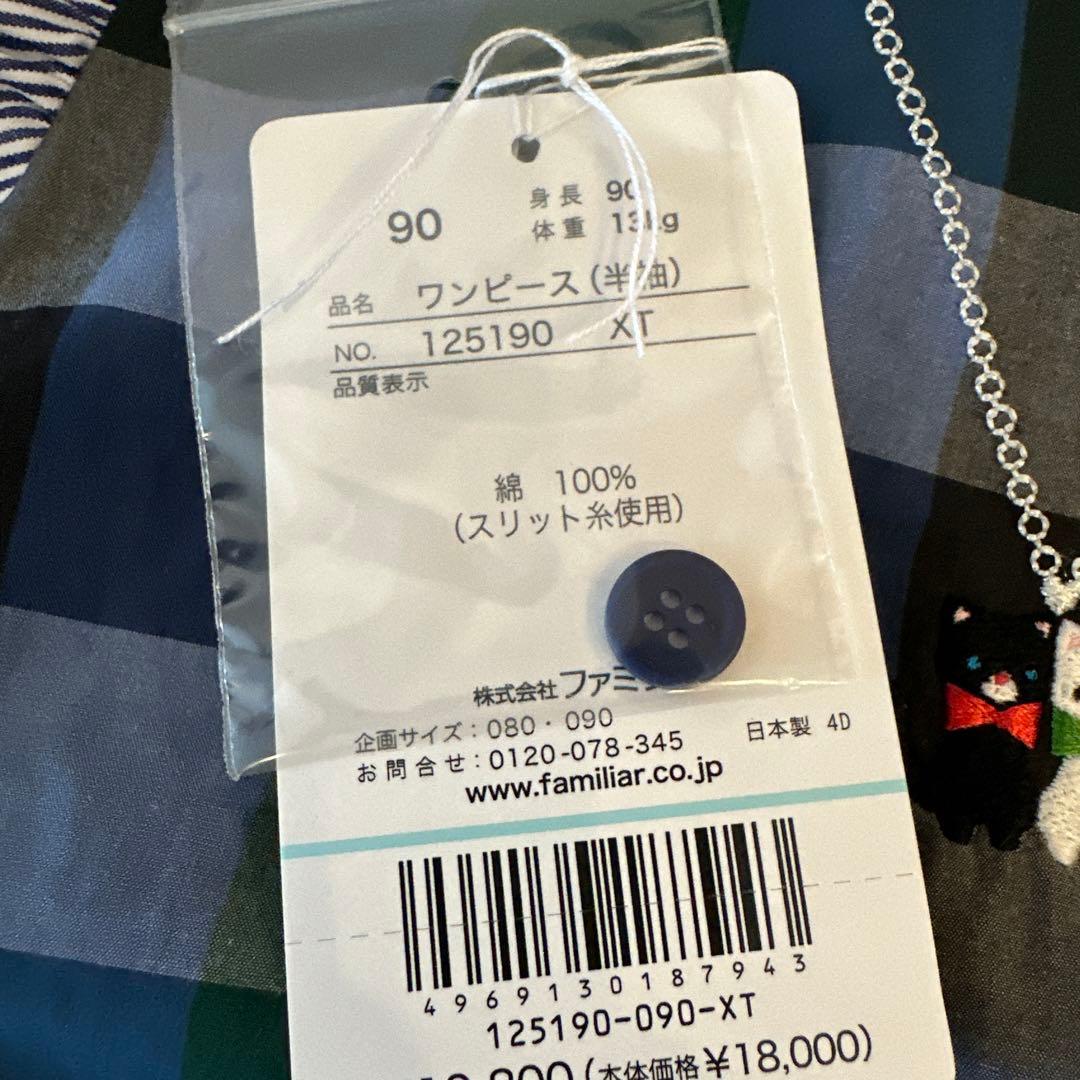 90
身長 90
体重 13kg
品名 ワンピース(半袖)
NO. 125190 XT
品質表示
綿 100%
(スリット糸使用)
株式会社ファミ
企画サイズ:080・090
お問合せ:0120-078-345
日本製 4D
www.familiar.co.jp
4969130187943
125190-090-XT
(本体価格¥18,000)